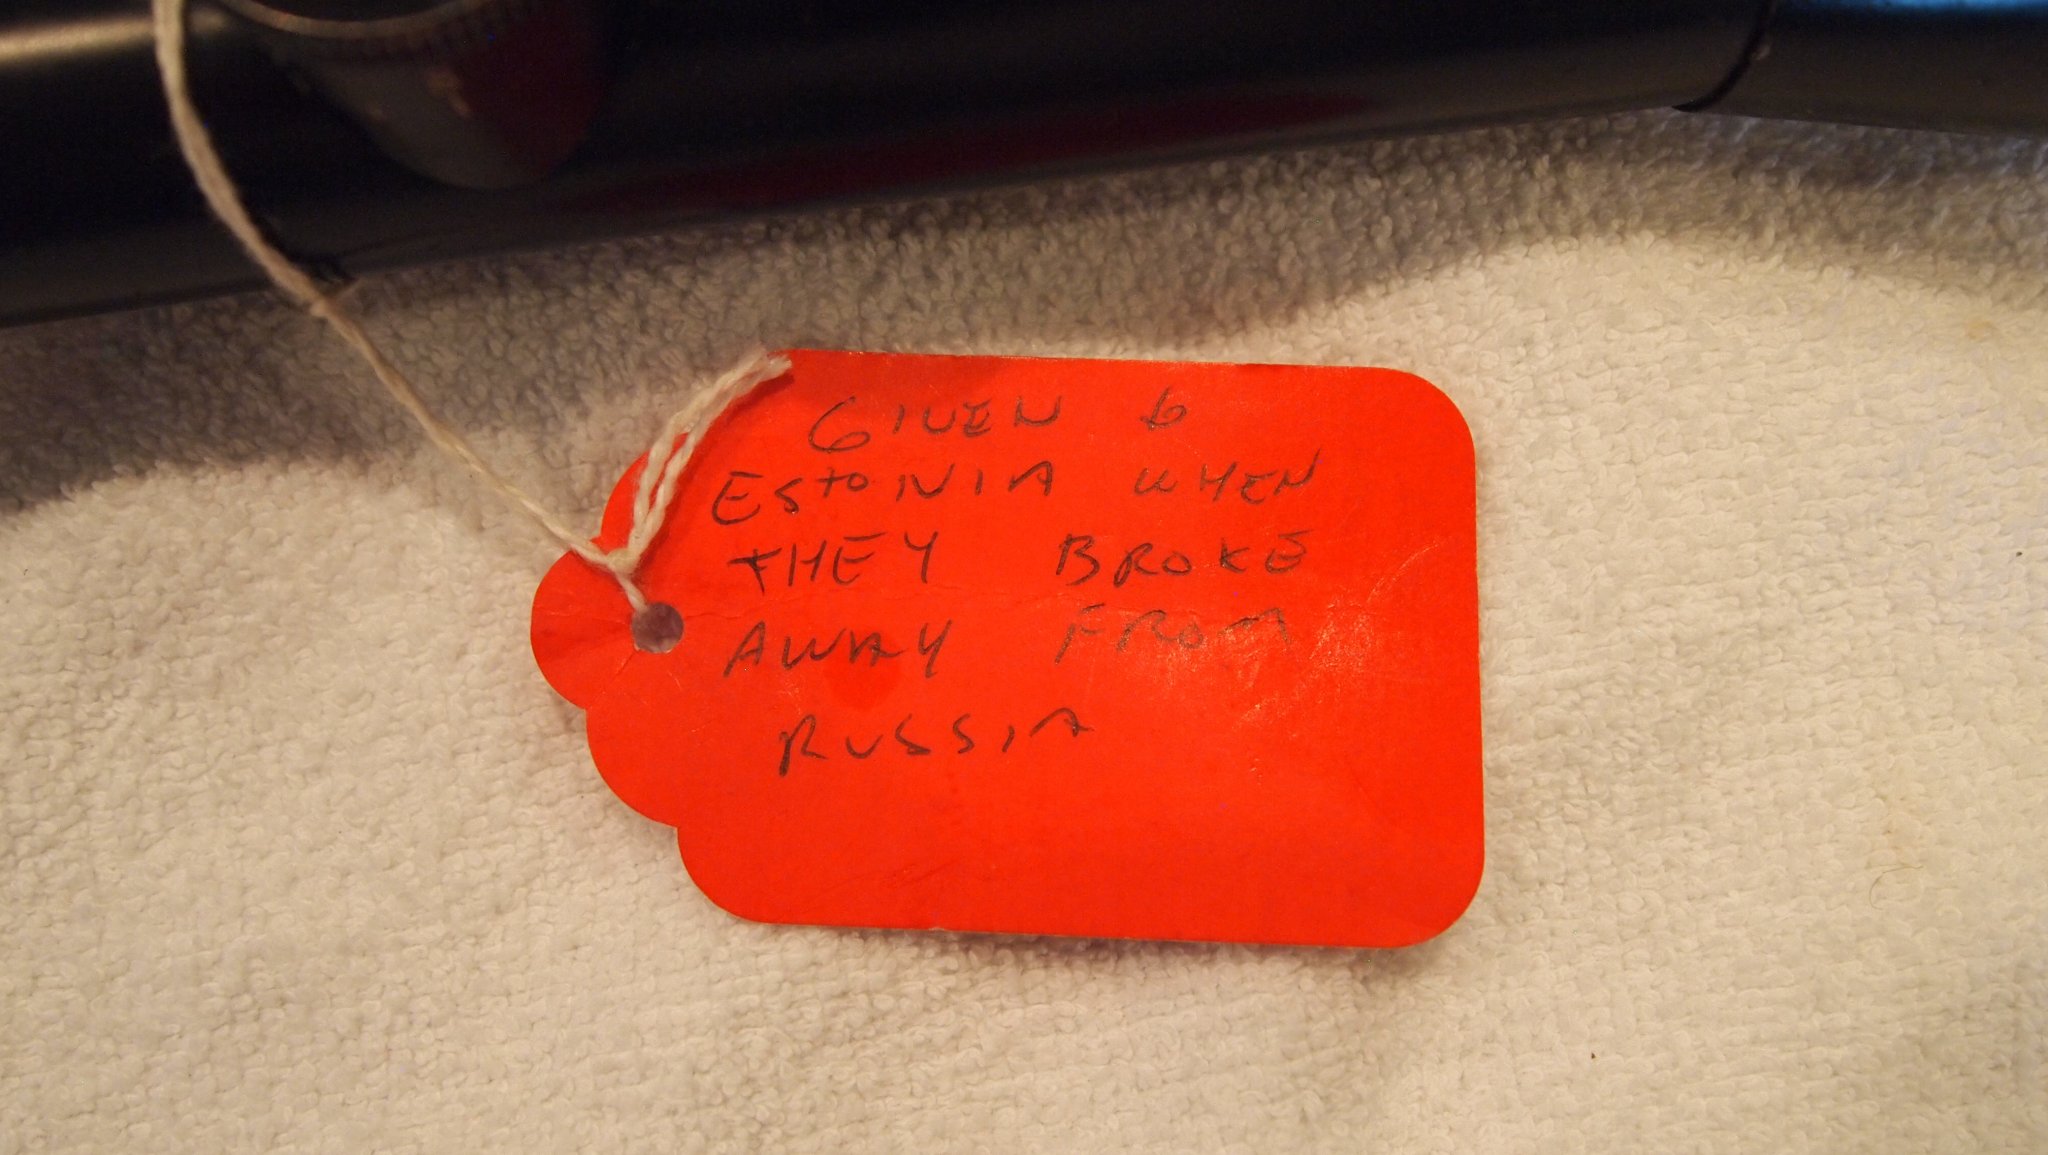 GIVEN to
ESTONIA WHEN
THEY BROKE
AWAY FROM
RUSSIA